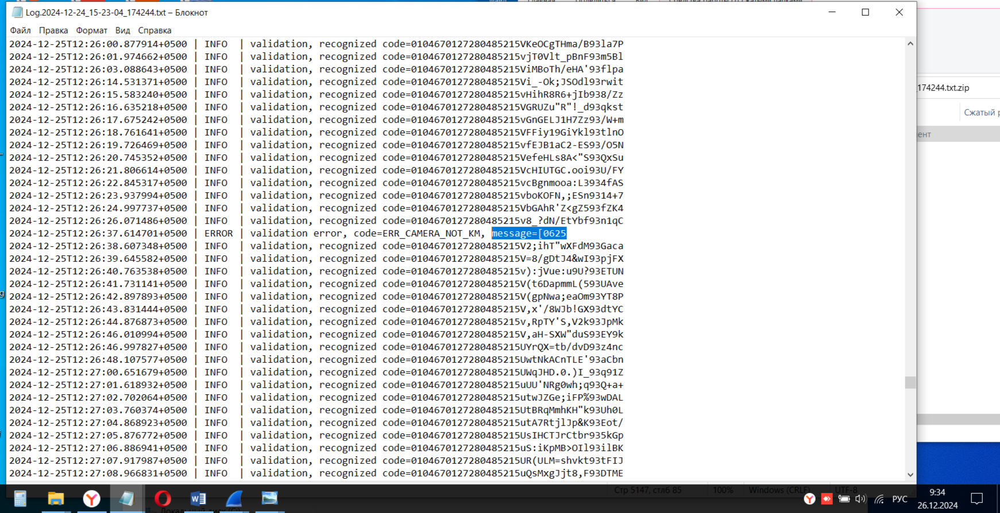 Log.2024-12-24_15-23-04_174244.txt – Блокнот
Файл Правка Формат Вид Справка
2024-12-25T12:26:00.877914+0500 | INFO | validation, recognized code=0104670127280485215VKeOCgTHma/B93la7P
2024-12-25T12:26:01.974662+0500 | INFO | validation, recognized code=0104670127280485215vjT0Vlt_pBnF93m5Bl
2024-12-25T12:26:03.088643+0500 | INFO | validation, recognized code=0104670127280485215ViMBoTh/eHA'93flpa
2024-12-25T12:26:14.531371+0500 | INFO | validation, recognized code=0104670127280485215Vi_-Ok;JSOdl93rwit
2024-12-25T12:26:15.583240+0500 | INFO | validation, recognized code=0104670127280485215vHihR8R6+jIb938/Zz
2024-12-25T12:26:16.635218+0500 | INFO | validation, recognized code=0104670127280485215VGRUZu"R"!_d93qkst
2024-12-25T12:26:17.675242+0500 | INFO | validation, recognized code=0104670127280485215vGnGELJ1H7Zz93/W+m
2024-12-25T12:26:18.761641+0500 | INFO | validation, recognized code=0104670127280485215VFFiy19GiYkl93tlnO
2024-12-25T12:26:19.726469+0500 | INFO | validation, recognized code=0104670127280485215vfEJB1aC2-ES93/O5N
2024-12-25T12:26:20.745352+0500 | INFO | validation, recognized code=0104670127280485215VefeHLs8A<"S93QxSu
2024-12-25T12:26:21.806614+0500 | INFO | validation, recognized code=0104670127280485215VcHIUTGC.ooi93U/FY
2024-12-25T12:26:22.845317+0500 | INFO | validation, recognized code=0104670127280485215vcBgnmooa:L3934fAS
2024-12-25T12:26:23.937994+0500 | INFO | validation, recognized code=0104670127280485215vboKOFN,;ESn9314+7
2024-12-25T12:26:24.997737+0500 | INFO | validation, recognized code=0104670127280485215VbGAhR'Z<gZ593fZK4
2024-12-25T12:26:26.071486+0500 | INFO | validation, recognized code=0104670127280485215v8_?dN/EtYbf93n1qC
2024-12-25T12:26:37.614701+0500 | ERROR | validation error, code=ERR_CAMERA_NOT_KM, message=[0625
2024-12-25T12:26:38.607348+0500 | INFO | validation, recognized code=0104670127280485215V2;ihT"wXFdM93Gaca
2024-12-25T12:26:39.645582+0500 | INFO | validation, recognized code=0104670127280485215V=8/gDtJ4&wI93pjFX
2024-12-25T12:26:40.763538+0500 | INFO | validation, recognized code=0104670127280485215v):jVue:u9U?93ETUN
2024-12-25T12:26:41.731141+0500 | INFO | validation, recognized code=0104670127280485215V(t6DapmmL(593UAve
2024-12-25T12:26:42.897893+0500 | INFO | validation, recognized code=0104670127280485215V(gpNwa;eaOm93YT8P
2024-12-25T12:26:43.831444+0500 | INFO | validation, recognized code=0104670127280485215V,x'/8WJb!GX93dtYC
2024-12-25T12:26:44.876873+0500 | INFO | validation, recognized code=0104670127280485215v,RpTY'S,V2k93JpMk
2024-12-25T12:26:46.010994+0500 | INFO | validation, recognized code=0104670127280485215V,aH-SXW"duS93EY9k
2024-12-25T12:26:46.997827+0500 | INFO | validation, recognized code=0104670127280485215UYrQX=tb/dvD93z4nc
2024-12-25T12:26:48.107577+0500 | INFO | validation, recognized code=0104670127280485215UwtNkACnTLE'93aCbn
2024-12-25T12:27:00.651679+0500 | INFO | validation, recognized code=0104670127280485215UWqJHD.0.)I_93q91Z
2024-12-25T12:27:01.618932+0500 | INFO | validation, recognized code=0104670127280485215uUU'NRg0wh;q93Q+a+
2024-12-25T12:27:02.702064+0500 | INFO | validation, recognized code=0104670127280485215utwJZGe;iFP%93wDAL
2024-12-25T12:27:03.760374+0500 | INFO | validation, recognized code=0104670127280485215UtBRqMmhKH"k93Uh0L
2024-12-25T12:27:04.868923+0500 | INFO | validation, recognized code=0104670127280485215utA7RtjlJp&K93Eot/
2024-12-25T12:27:05.876772+0500 | INFO | validation, recognized code=0104670127280485215UsIHCTJrCtbr935kGp
2024-12-25T12:27:06.886941+0500 | INFO | validation, recognized code=0104670127280485215uS:iKpMB>OIl93ilBK
2024-12-25T12:27:07.917987+0500 | INFO | validation, recognized code=0104670127280485215UR(ULM=shvkt93tFIJ
2024-12-25T12:27:08.966831+0500 | INFO | validation, recognized code=0104670127280485215uQsMxgJjt8,F93DTME
_174244.txt.zip
Сжатый
Стр 5147, стлб 85 100% Windows (CRLF) UTF-8
РУС
9:34
26.12.2024